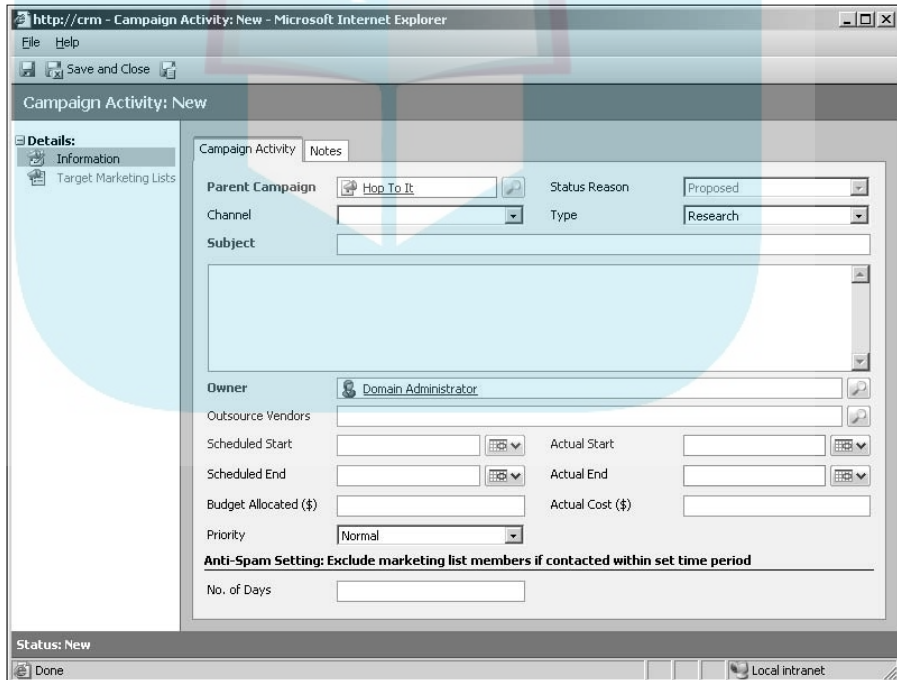 http://crm - Campaign Activity: New - Microsoft Internet Explorer
File Help
Save and Close
Campaign Activity: New
Details:
Information
Target Marketing Lists
Campaign Activity Notes
Parent Campaign Hop To It Status Reason Proposed
Channel Type Research
Subject
Owner Domain Administrator
Outsource Vendors
Scheduled Start Actual Start
Scheduled End Actual End
Budget Allocated ($) Actual Cost ($)
Priority Normal
Anti-Spam Setting: Exclude marketing list members if contacted within set time period
No. of Days
Status: New
Done Local intranet